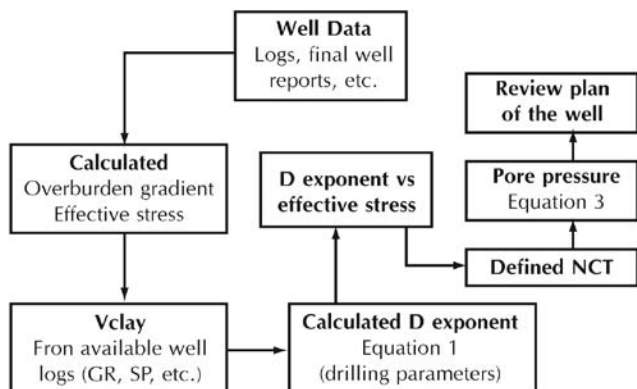 Well Data
Logs, final well
reports, etc.
Calculated
Overburden gradient
Effective stress
Vclay
Fron available well
logs (GR, SP, etc.)
Calculated D exponent
Equation 1
(drilling parameters)
D exponent vs
effective stress
Defined NCT
Pore pressure
Equation 3
Review plan
of the well